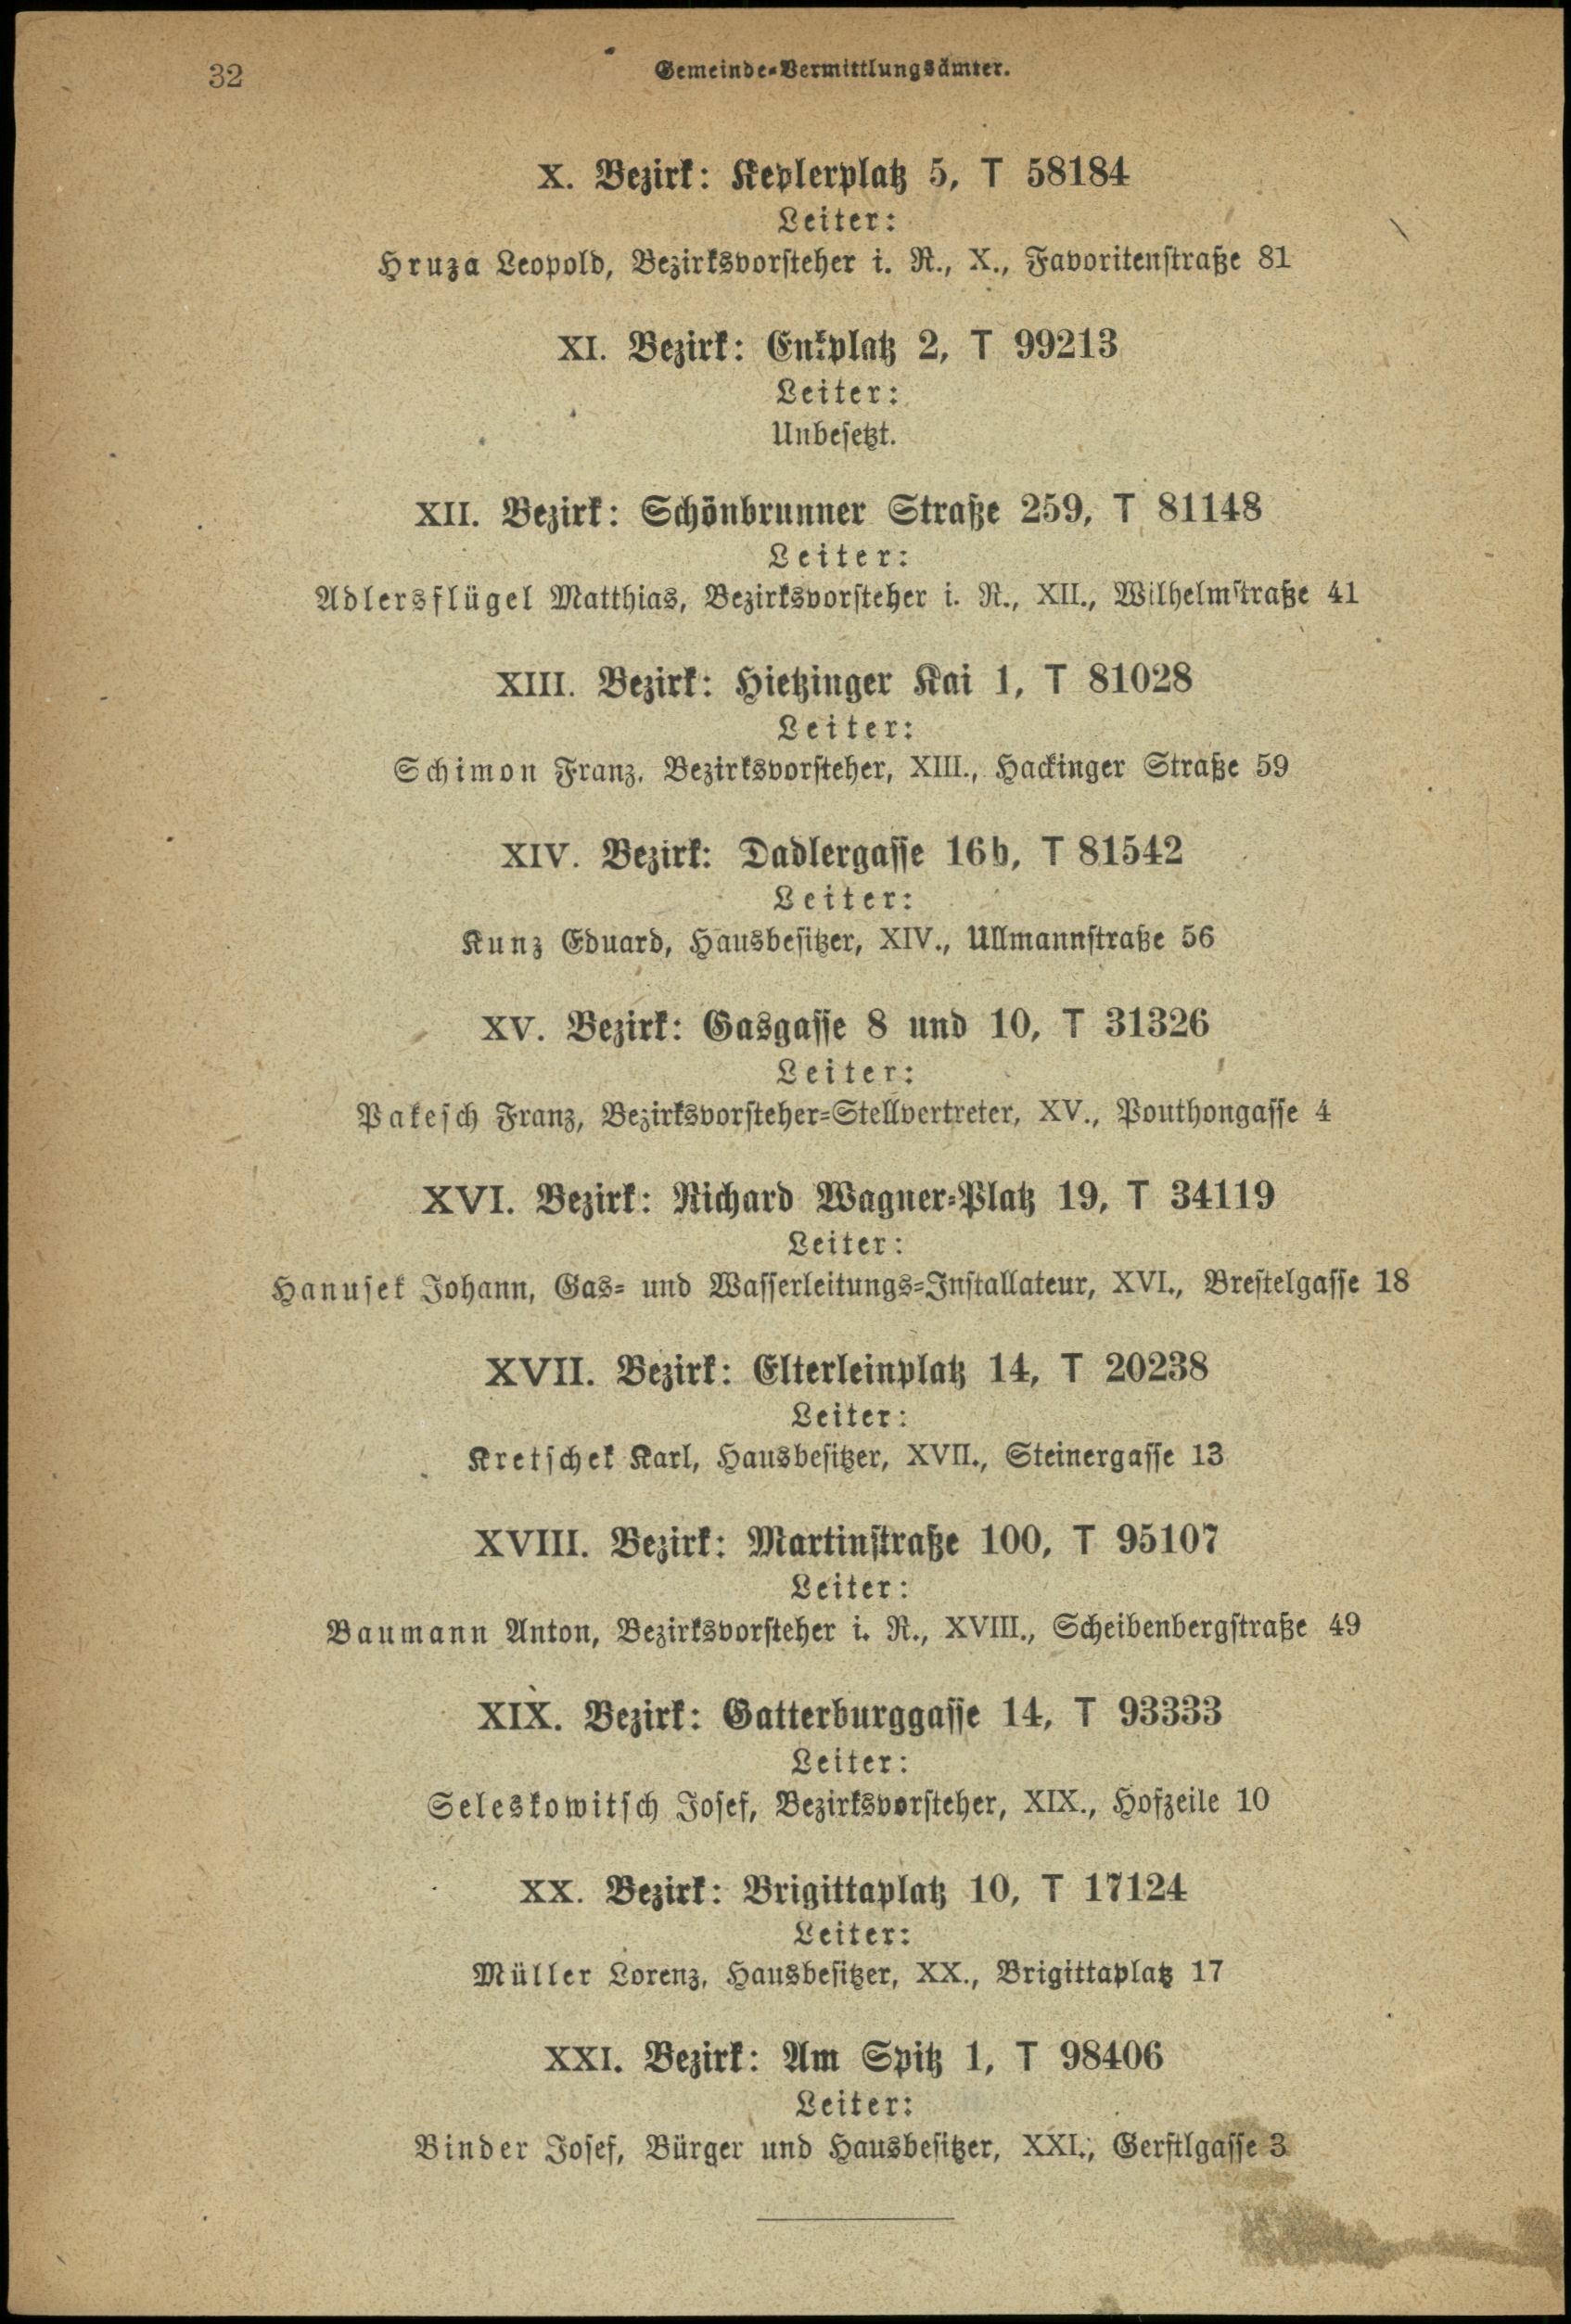 32
Gemeinde-Vermittlungsämter.
X. Bezirk: Keplerplatz 5, T 58184
Leiter:
Hruza Leopold, Bezirksvorsteher i. R., X., Favoritenstraße 81
XI. Bezirk: Enkplatz 2, T 99213
Leiter:
Unbesetzt.
XII. Bezirk: Schönbrunner Straße 259, T 81148
Leiter:
Adlersflügel Matthias, Bezirksvorsteher i. R., XII., Wilhelmstraße 41
XIII. Bezirk: Hietzinger Kai 1, T 81028
Leiter:
Schimon Franz, Bezirksvorsteher, XIII., Hackinger Straße 59
XIV. Bezirk: Dadlergasse 16b, T 81542
Leiter:
Kunz Eduard, Hausbesitzer, XIV., Ullmannstraße 56
XV. Bezirk: Gasgasse 8 und 10, T 31326
Leiter:
Pakesch Franz, Bezirksvorsteher-Stellvertreter, XV., Pouthongasse 4
XVI. Bezirk: Richard Wagner-Platz 19, T 34119
Leiter:
Hanusek Johann, Gas- und Wasserleitungs-Installateur, XVI., Brestelgasse 18
XVII. Bezirk: Elterleinplatz 14, T 20238
Leiter:
Kretschek Karl, Hausbesitzer, XVII., Steinergasse 13
XVIII. Bezirk: Martinstraße 100, T 95107
Leiter:
Baumann Anton, Bezirksvorsteher i. R., XVIII., Scheibenbergstraße 49
XIX. Bezirk: Gatterburggasse 14, T 93333
Leiter:
Seleskowitsch Josef, Bezirksvorsteher, XIX., Hofzeile 10
XX. Bezirk: Brigittaplatz 10, T 17124
Leiter:
Müller Lorenz, Hausbesitzer, XX., Brigittaplatz 17
XXI. Bezirk: Am Spitz 1, T 98406
Leiter:
Binder Josef, Bürger und Hausbesitzer, XXI., Gerstlgasse 3